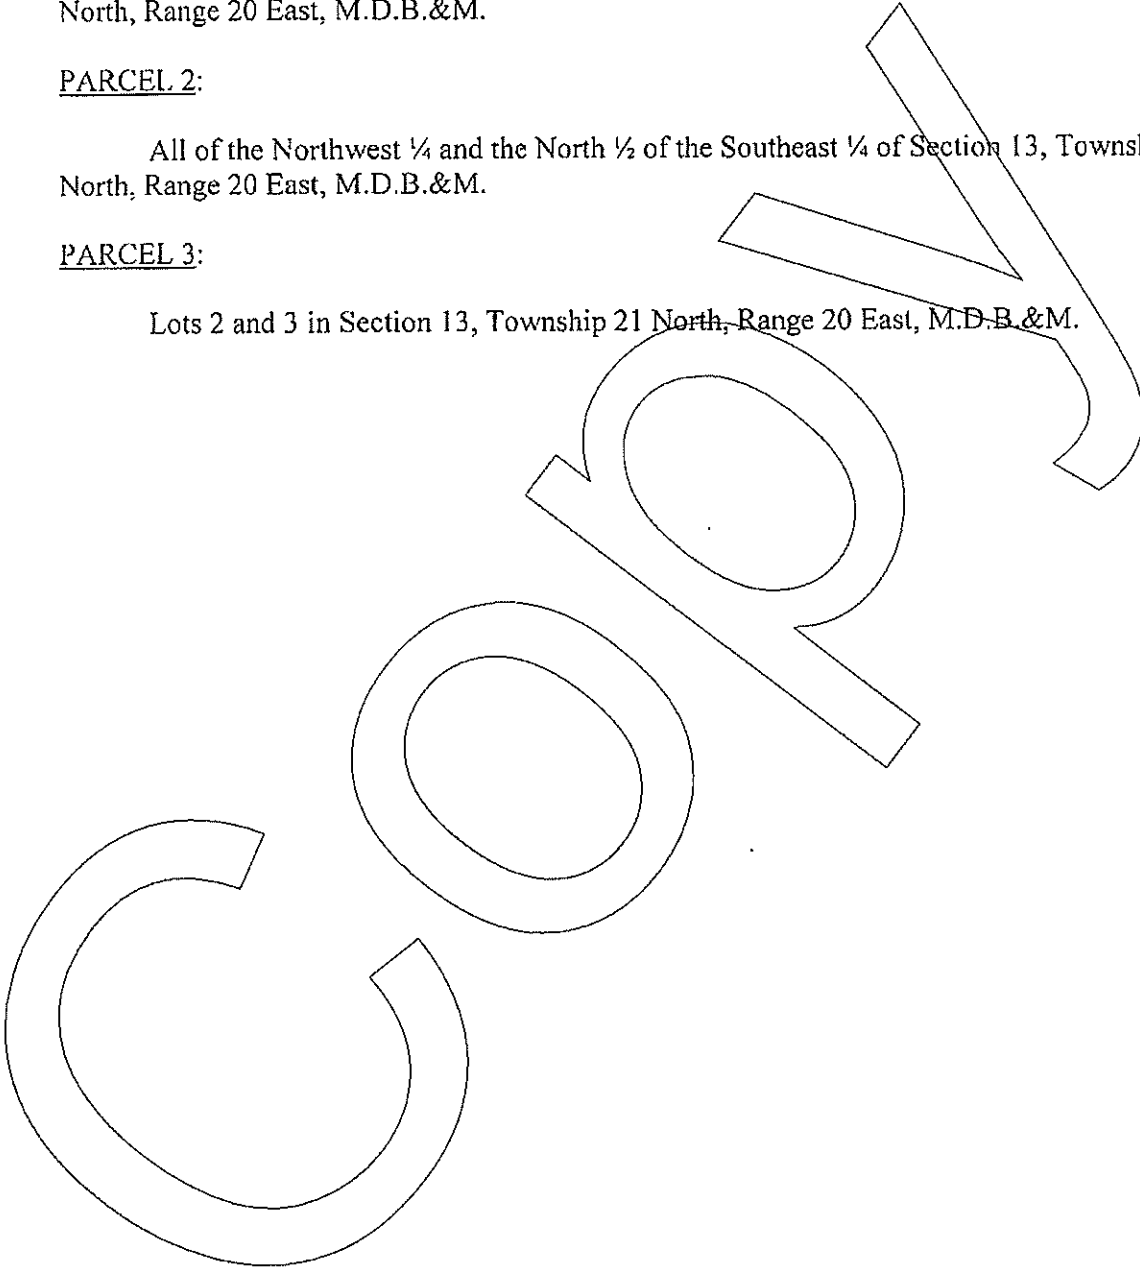 North, Range 20 East, M.D.B.&M.
PARCEL 2:
All of the Northwest ¼ and the North ½ of the Southeast ¼ of Section 13, Towns
North, Range 20 East, M.D.B.&M.
PARCEL 3:
Lots 2 and 3 in Section 13, Township 21 North, Range 20 East, M.D.B.&M.
Copy